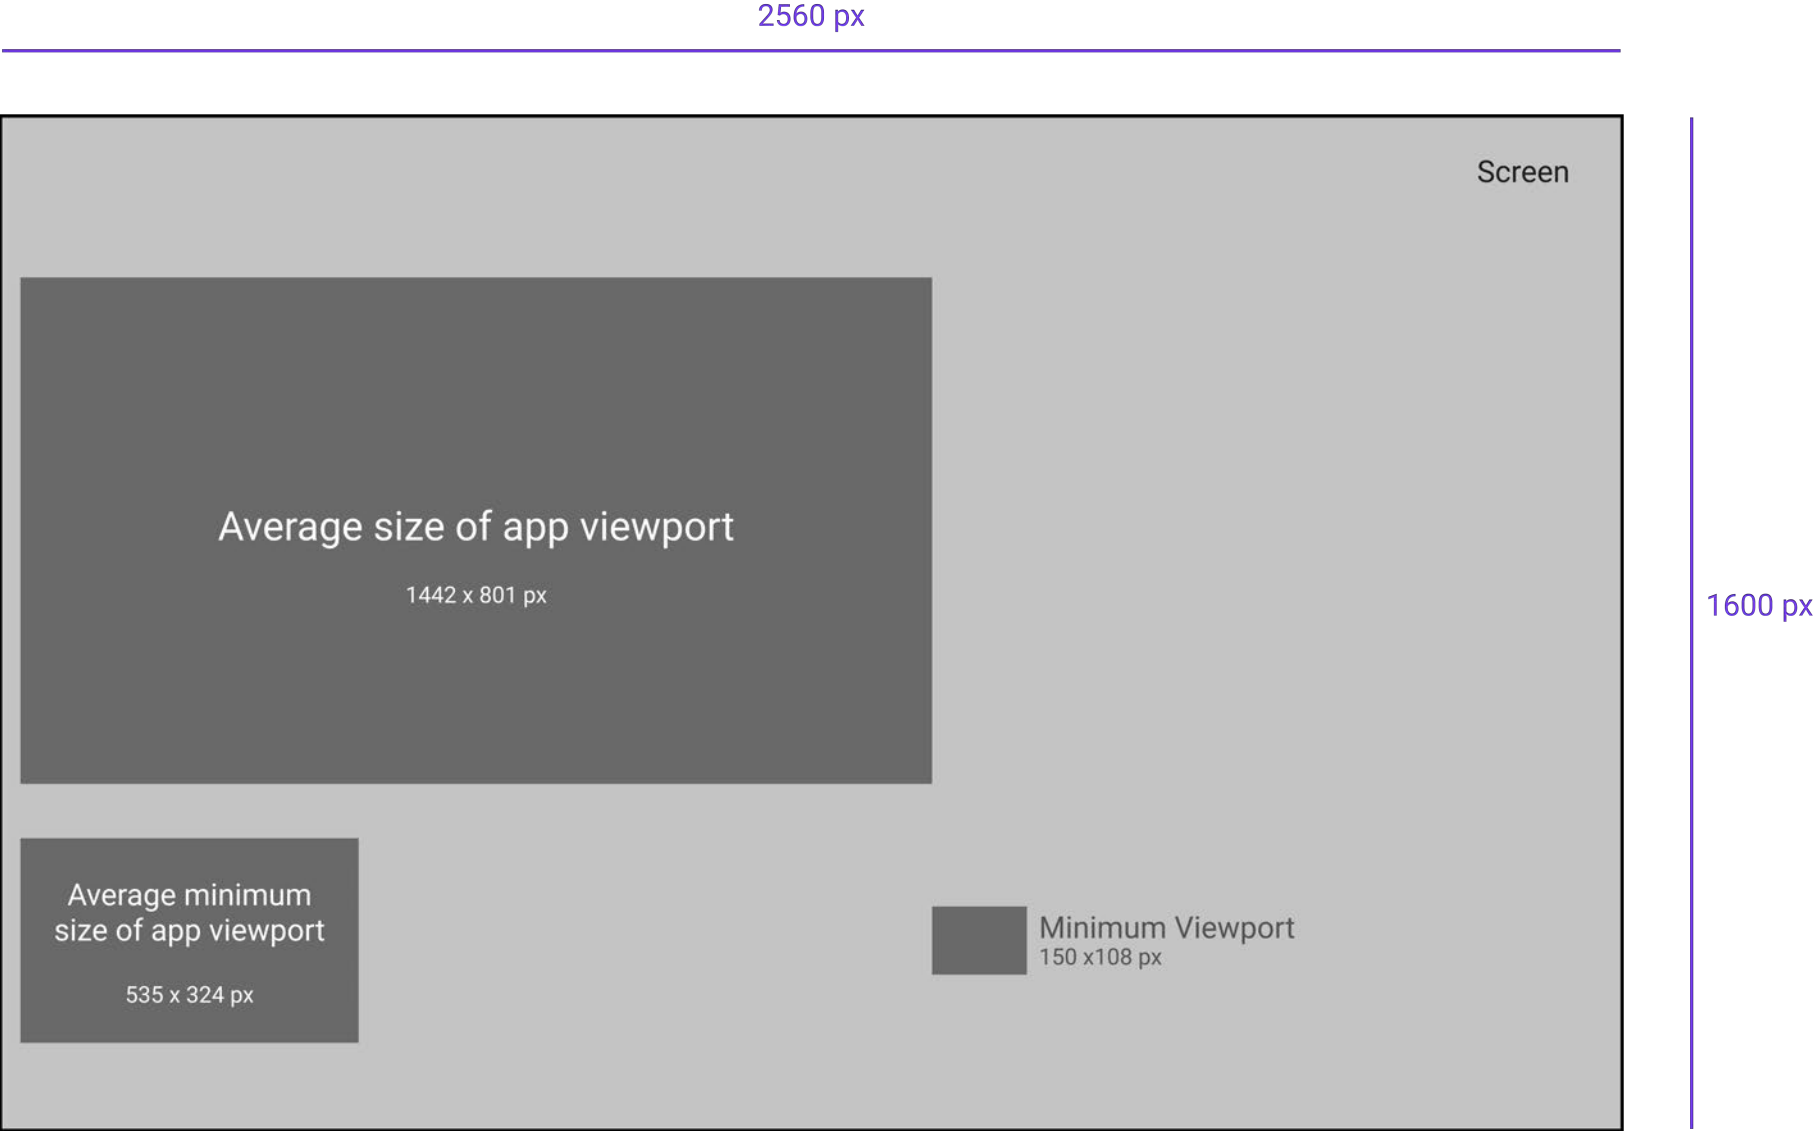 2560 px
Screen
Average size of app viewport
1442 x 801 px
1600 px
Average minimum
size of app viewport
535 x 324 px
Minimum Viewport
150 x108 px